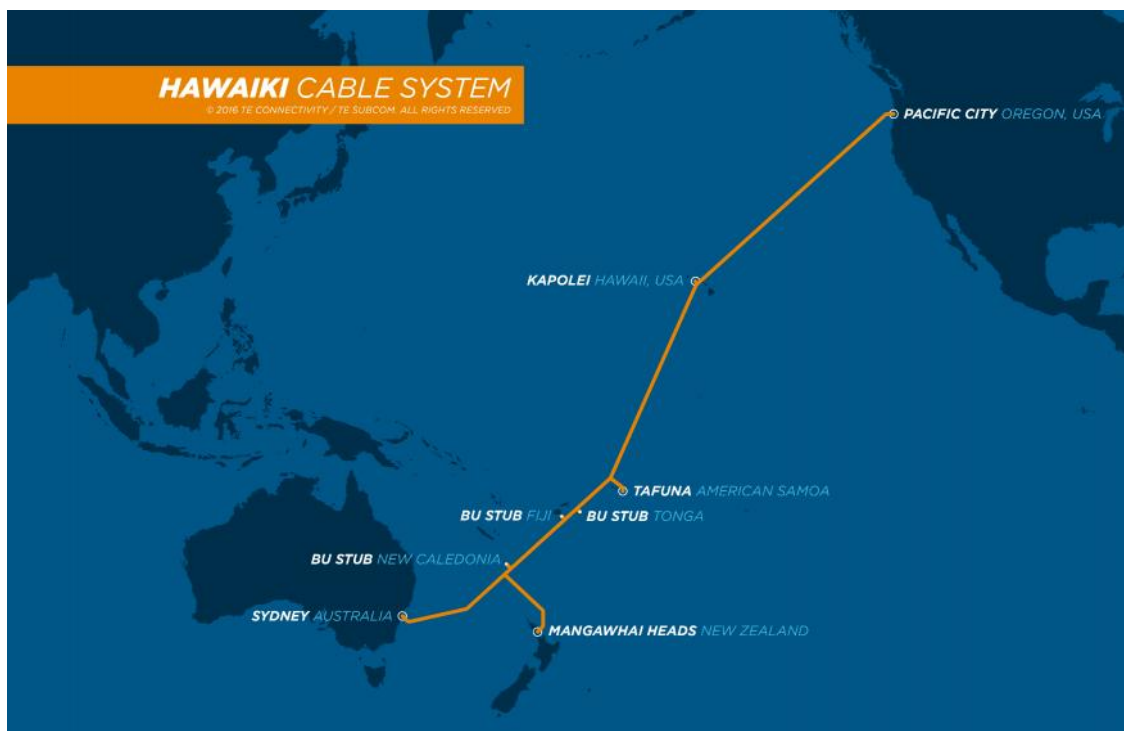 HAWAIKI CABLE SYSTEM
© 2016 TE CONNECTIVITY / TE SUBCOM. ALL RIGHTS RESERVED
PACIFIC CITY OREGON, USA
KAPOLEI HAWAII, USA
TAFUNA AMERICAN SAMOA
BU STUB FIJI
BU STUB TONGA
BU STUB NEW CALEDONIA
SYDNEY AUSTRALIA
MANGAWHAI HEADS NEW ZEALAND